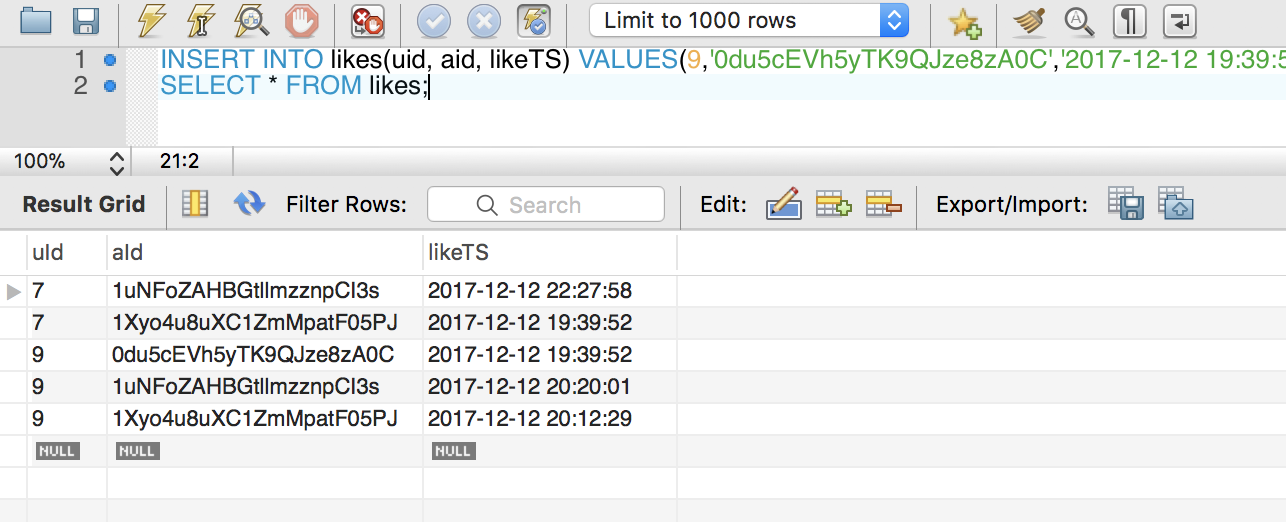 Limit to 1000 rows
1 INSERT INTO likes(uid, aid, likeTS) VALUES(9,'0du5cEVh5yTK9QJze8zA0C','2017-12-12 19:39:5
2 SELECT * FROM likes;
100% 21:2
Result Grid Filter Rows: Search Edit: Export/Import:
uId aId likeTS
7 1uNFoZAHBGtIlmzznpCI3s 2017-12-12 22:27:58
7 1Xyo4u8uXC1ZmMpatF05PJ 2017-12-12 19:39:52
9 0du5cEVh5yTK9QJze8zA0C 2017-12-12 19:39:52
9 1uNFoZAHBGtIlmzznpCI3s 2017-12-12 20:20:01
9 1Xyo4u8uXC1ZmMpatF05PJ 2017-12-12 20:12:29
NULL NULL NULL